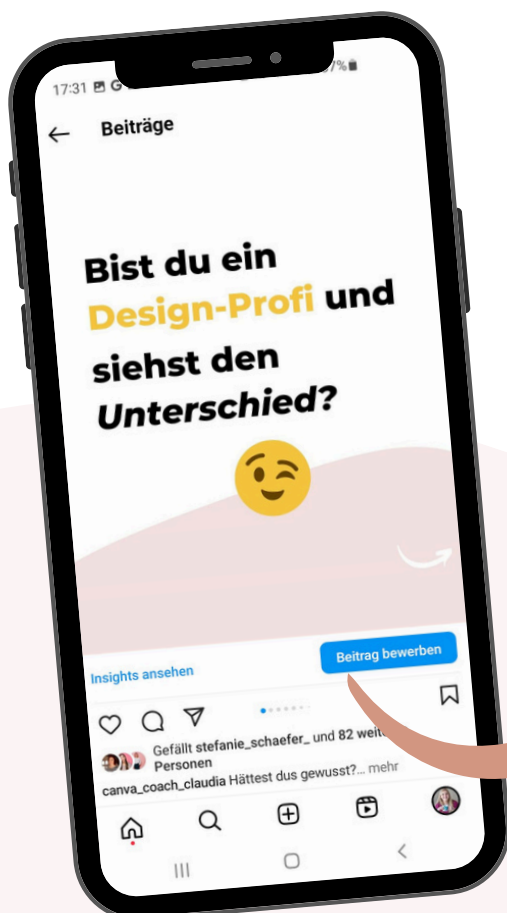 17:31
Beiträge
Bist du ein
Design-Profi und
siehst den
Unterschied?
Insights ansehen
Beitrag bewerben
Gefällt stefanie_schaefer_ und 82
Personen
canva_coach_claudia Hättest dus gewusst?... mehr